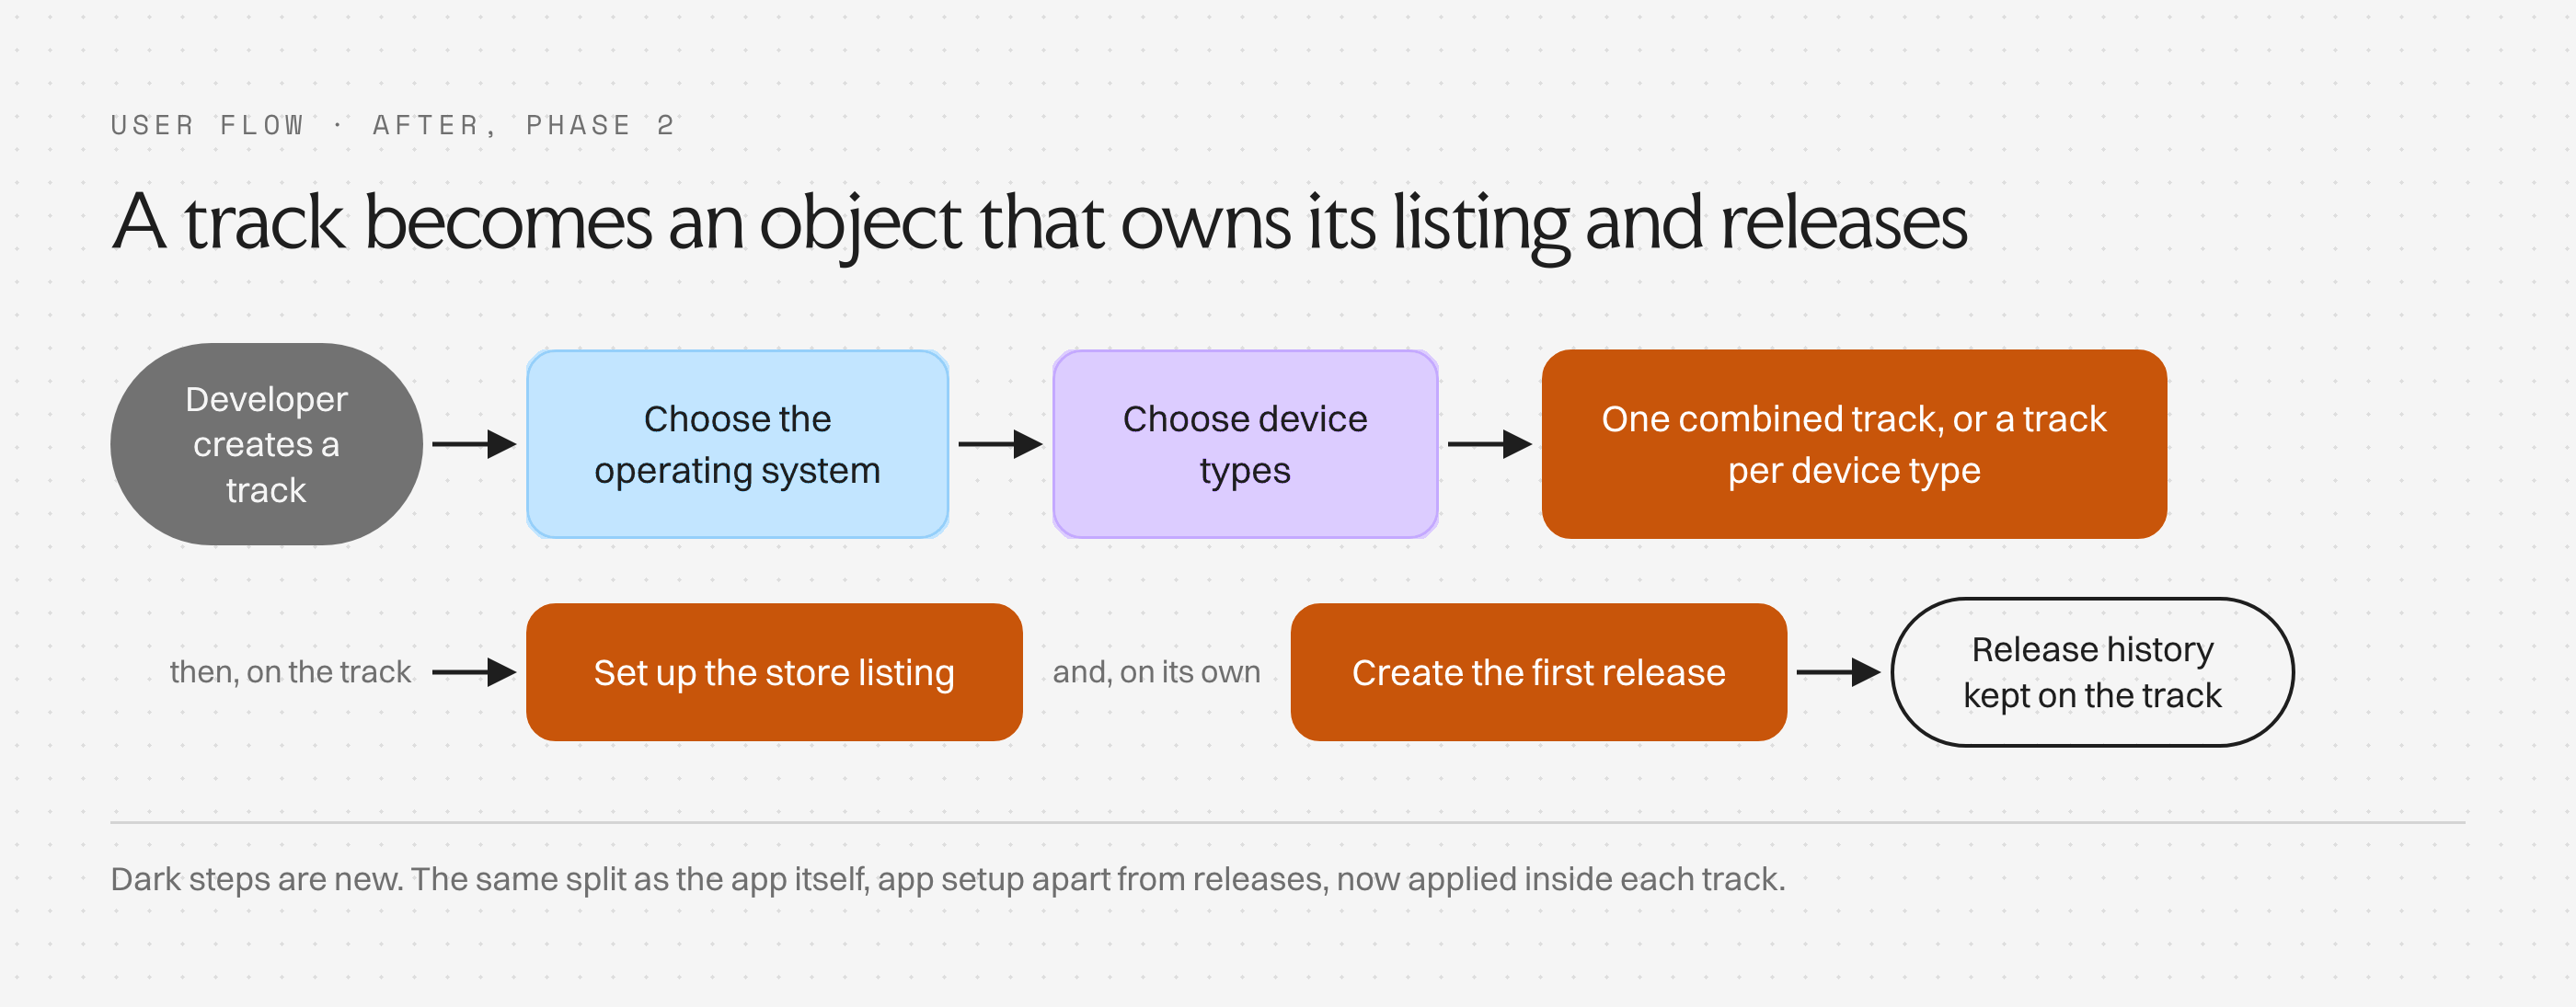 USER FLOW · AFTER, PHASE 2
A track becomes an object that owns its listing and releases
Developer
creates a
track
Choose the
operating system
Choose device
types
One combined track, or a track
per device type
then, on the track
Set up the store listing
and, on its own
Create the first release
Release history
kept on the track
Dark steps are new. The same split as the app itself, app setup apart from releases, now applied inside each track.